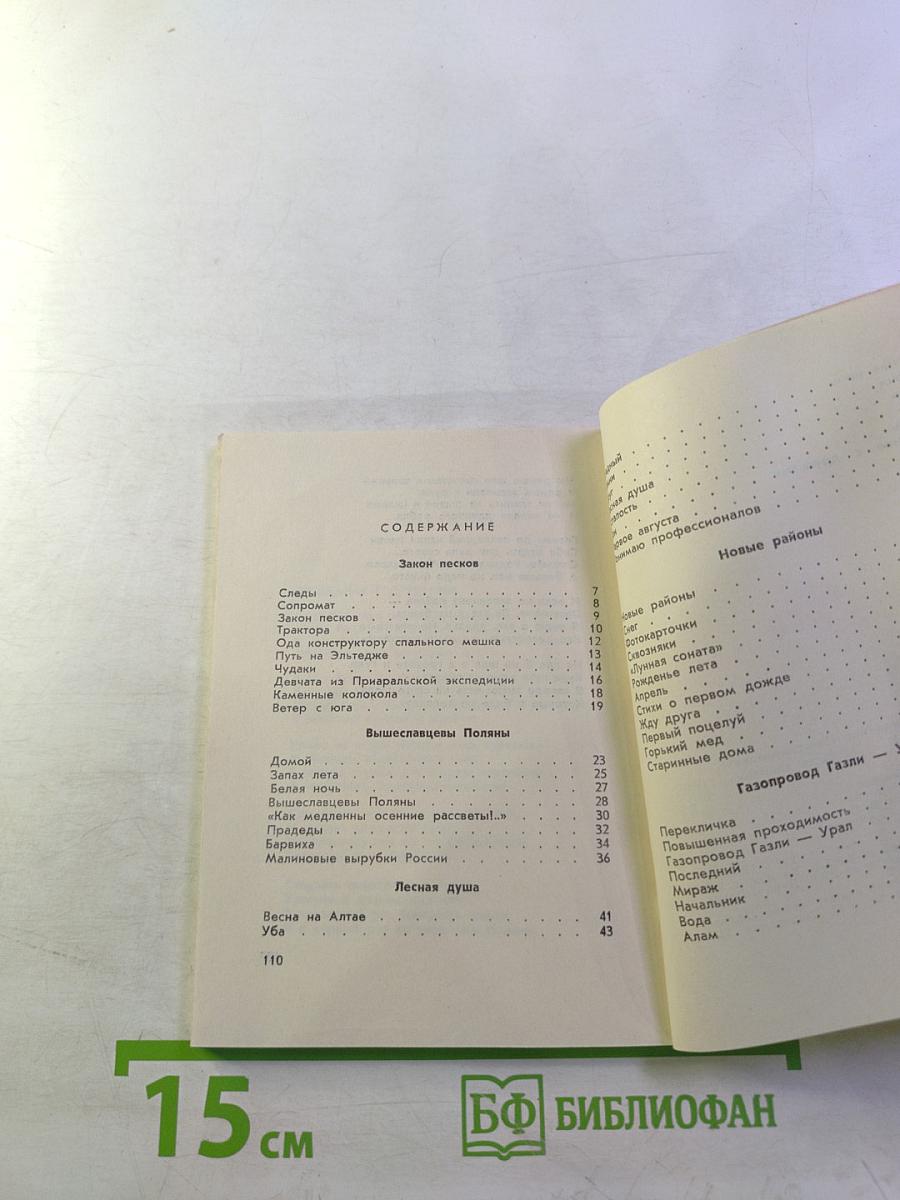 СОДЕРЖАНИЕ
Закон песков
Следы . . . . . . . . . . . . . . 7
Сопромат . . . . . . . . . . . . . 8
Закон песков . . . . . . . . . . . . 9
Трактора . . . . . . . . . . . . . 10
Ода конструктору спального мешка . . . . . 12
Путь на Эльтедже . . . . . . . . . . 13
Чудаки . . . . . . . . . . . . . . 14
Девчата из Приаральской экспедиции . . . . 16
Каменные колокола . . . . . . . . . . 18
Ветер с юга . . . . . . . . . . . . 19
Вышеславцевы Поляны
Домой . . . . . . . . . . . . . . 23
Запах лета . . . . . . . . . . . . . 25
Белая ночь . . . . . . . . . . . . . 27
Вышеславцевы Поляны . . . . . . . . . 28
«Как медленны осенние рассветы!..» . . . . . 30
Прадеды . . . . . . . . . . . . . . 32
Барвиха . . . . . . . . . . . . . . 34
Малиновые вырубки России . . . . . . . 36
Лесная душа
Весна на Алтае . . . . . . . . . . . . 41
Уба . . . . . . . . . . . . . . . 43
110
душа
августа
профессионалов
Новые районы
Новые районы
Снег
Фотокарточки
Сквозняки
«Лунная соната»
Рожденье лета
Апрель
Стихи о первом дожде
Жду друга
Первый поцелуй
Горький мед
Старинные дома
Газопровод Газли —
Перекличка
Повышенная проходимость
Газопровод Газли — Урал
Последний
Мираж
Начальник
Вода
Алам
15 см
БФ БИБЛИОФАН